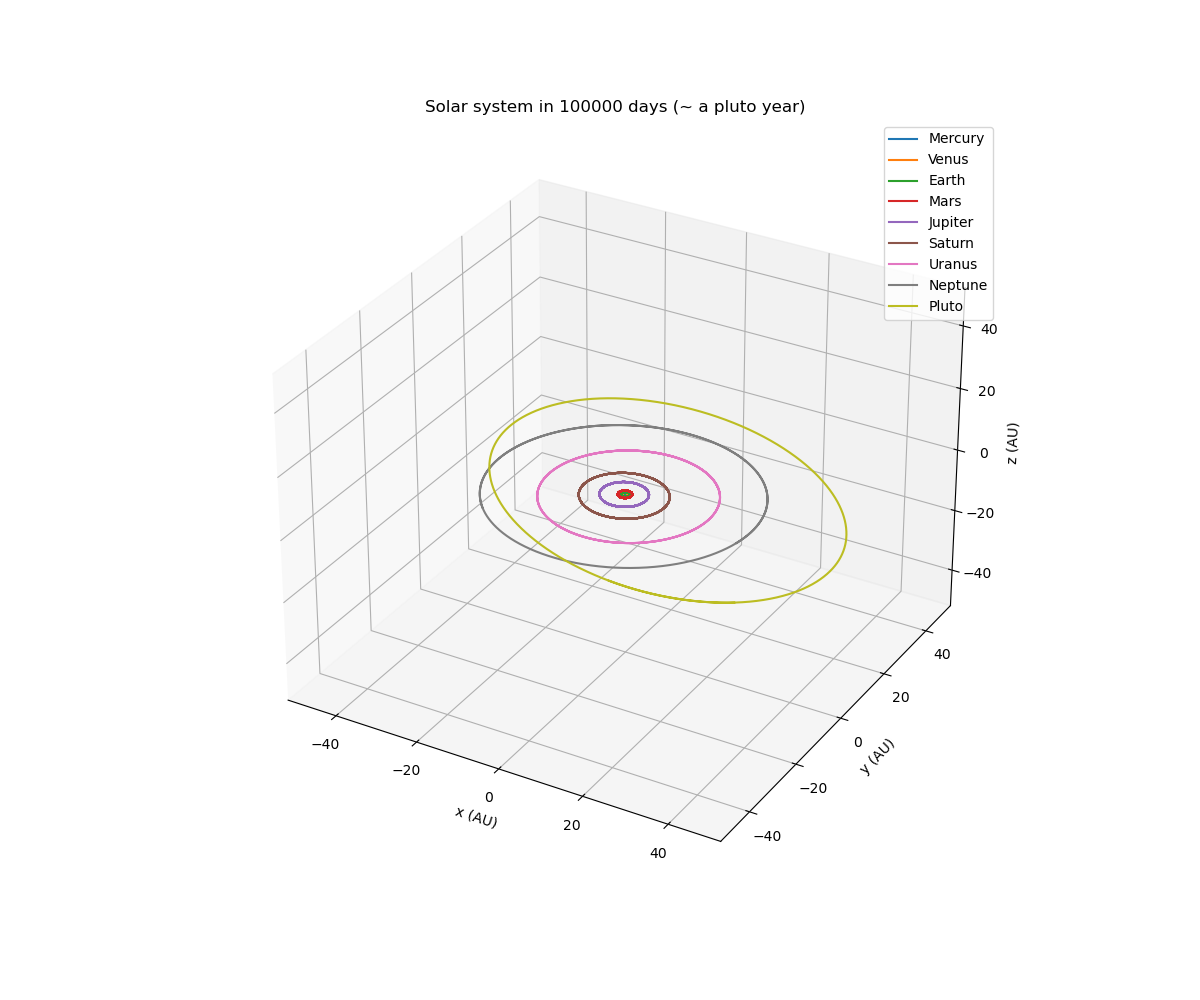 Solar system in 100000 days (~ a pluto year)
Mercury
Venus
Earth
Mars
Jupiter
Saturn
Uranus
Neptune
Pluto
40
20
0
−20
−40
z (AU)
40
20
0
−20
−40
y (AU)
−40
−20
0
20
40
x (AU)